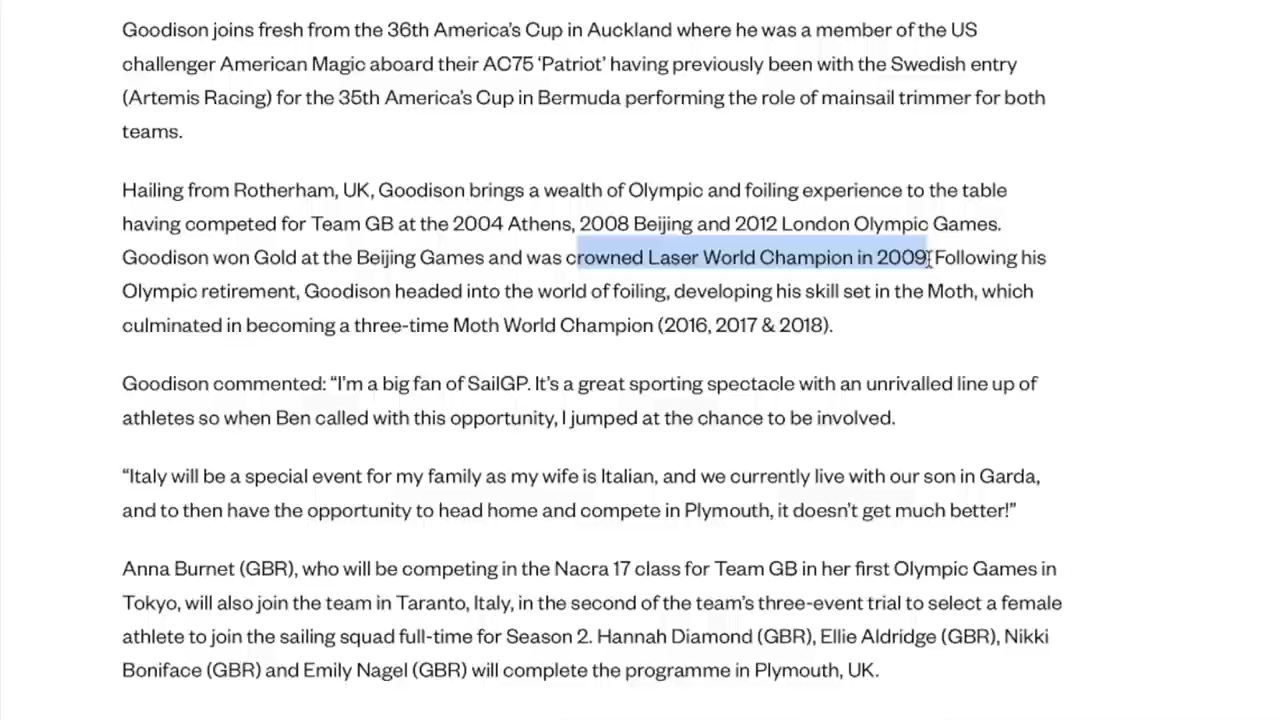 Goodison joins fresh from the 36th America's Cup in Auckland where he was a member of the US
challenger American Magic aboard their AC75 ‘Patriot’ having previously been with the Swedish entry
(Artemis Racing) for the 35th America's Cup in Bermuda performing the role of mainsail trimmer for both
teams.
Hailing from Rotherham, UK, Goodison brings a wealth of Olympic and foiling experience to the table
having competed for Team GB at the 2004 Athens, 2008 Beijing and 2012 London Olympic Games.
Goodison won Gold at the Beijing Games and was crowned Laser World Champion in 2009. Following his
Olympic retirement, Goodison headed into the world of foiling, developing his skill set in the Moth, which
culminated in becoming a three-time Moth World Champion (2016, 2017 & 2018).
Goodison commented: “I'm a big fan of SailGP. It's a great sporting spectacle with an unrivalled line up of
athletes so when Ben called with this opportunity, I jumped at the chance to be involved.
“Italy will be a special event for my family as my wife is Italian, and we currently live with our son in Garda,
and to then have the opportunity to head home and compete in Plymouth, it doesn't get much better!”
Anna Burnet (GBR), who will be competing in the Nacra 17 class for Team GB in her first Olympic Games in
Tokyo, will also join the team in Taranto, Italy, in the second of the team's three-event trial to select a female
athlete to join the sailing squad full-time for Season 2. Hannah Diamond (GBR), Ellie Aldridge (GBR), Nikki
Boniface (GBR) and Emily Nagel (GBR) will complete the programme in Plymouth, UK.